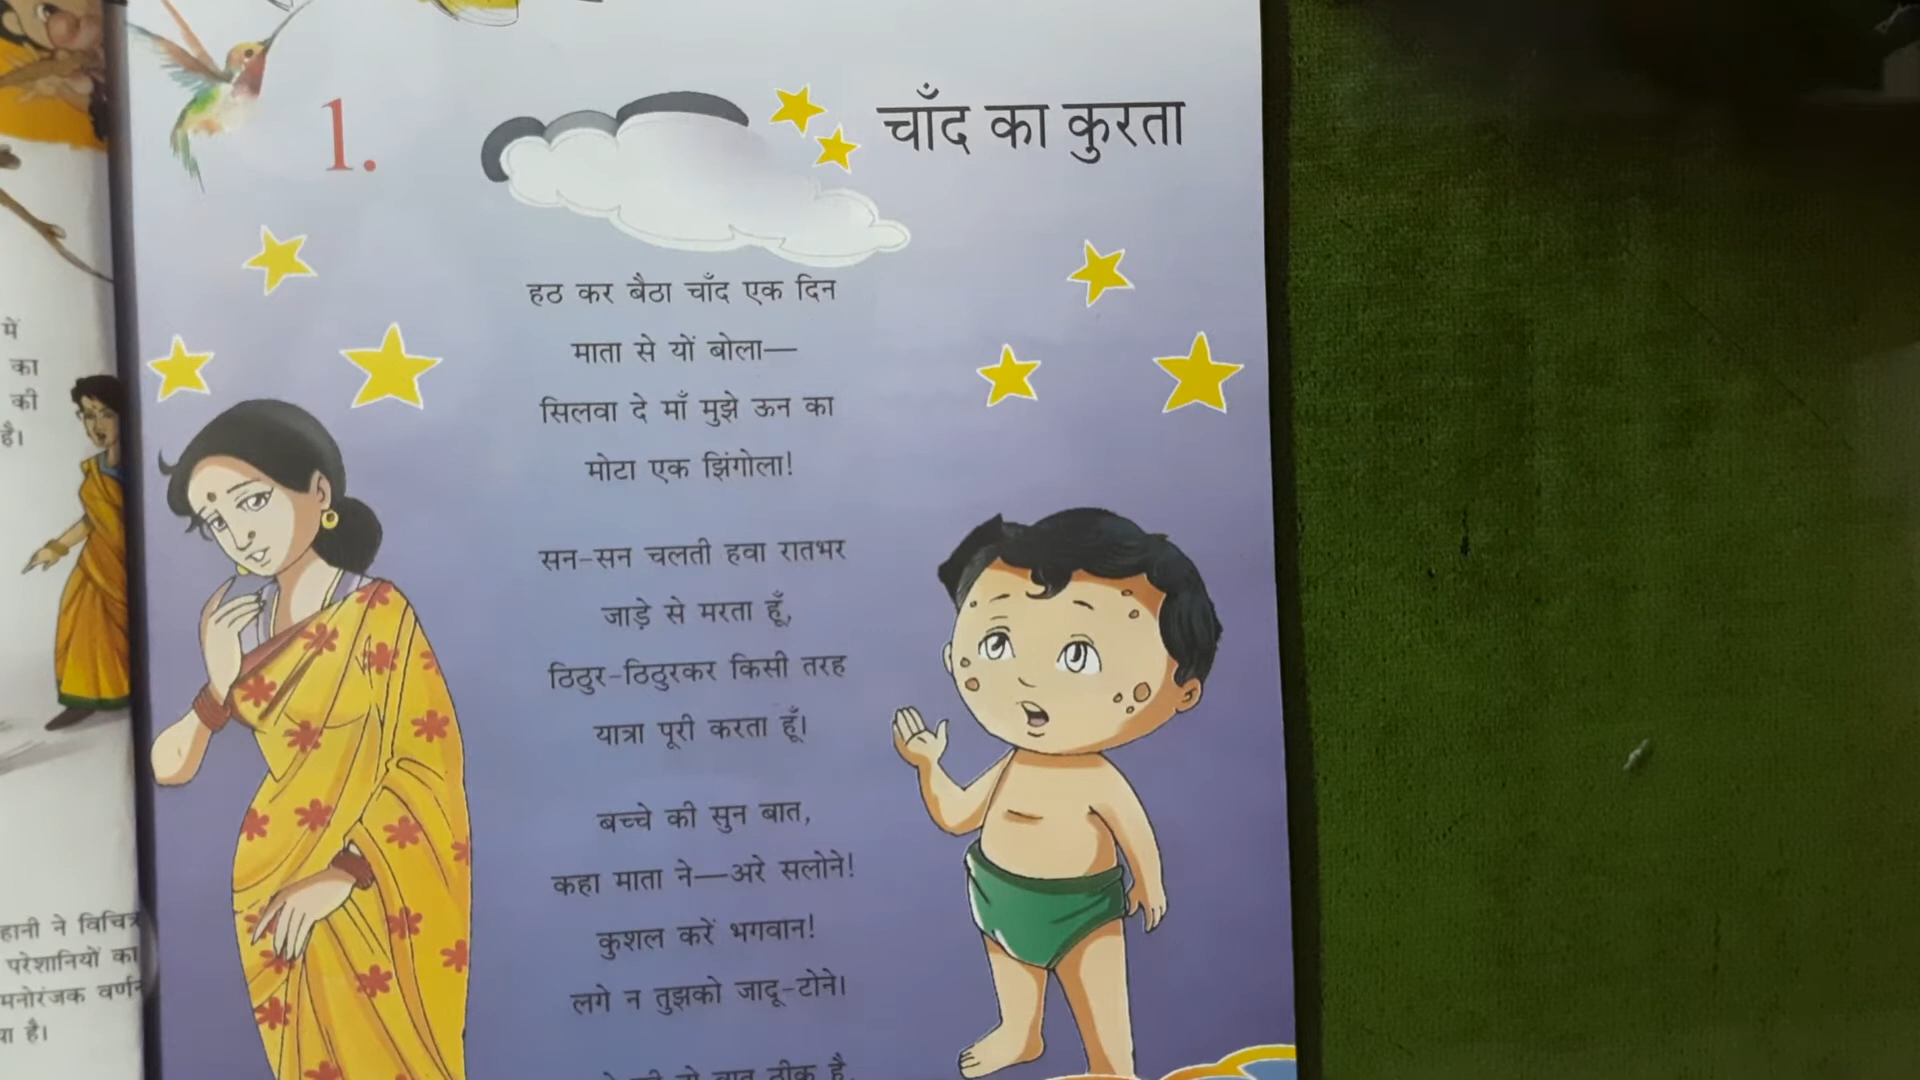 1.
चाँद का कुरता
हठ कर बैठा चाँद एक दिन
माता से यों बोला—
सिलवा दे माँ मुझे ऊन का
मोटा एक झिंगोला!
सन-सन चलती हवा रातभर
जाड़े से मरता हूँ,
ठिठुर-ठिठुरकर किसी तरह
यात्रा पूरी करता हूँ।
बच्चे की सुन बात,
कहा माता ने—अरे सलोने!
कुशल करें भगवान!
लगे न तुझको जादू-टोने।
बात ठीक है,
में
का
की
है।
ने विचित्र
परेशानियों का
मनोरंजक वर्णन
है।